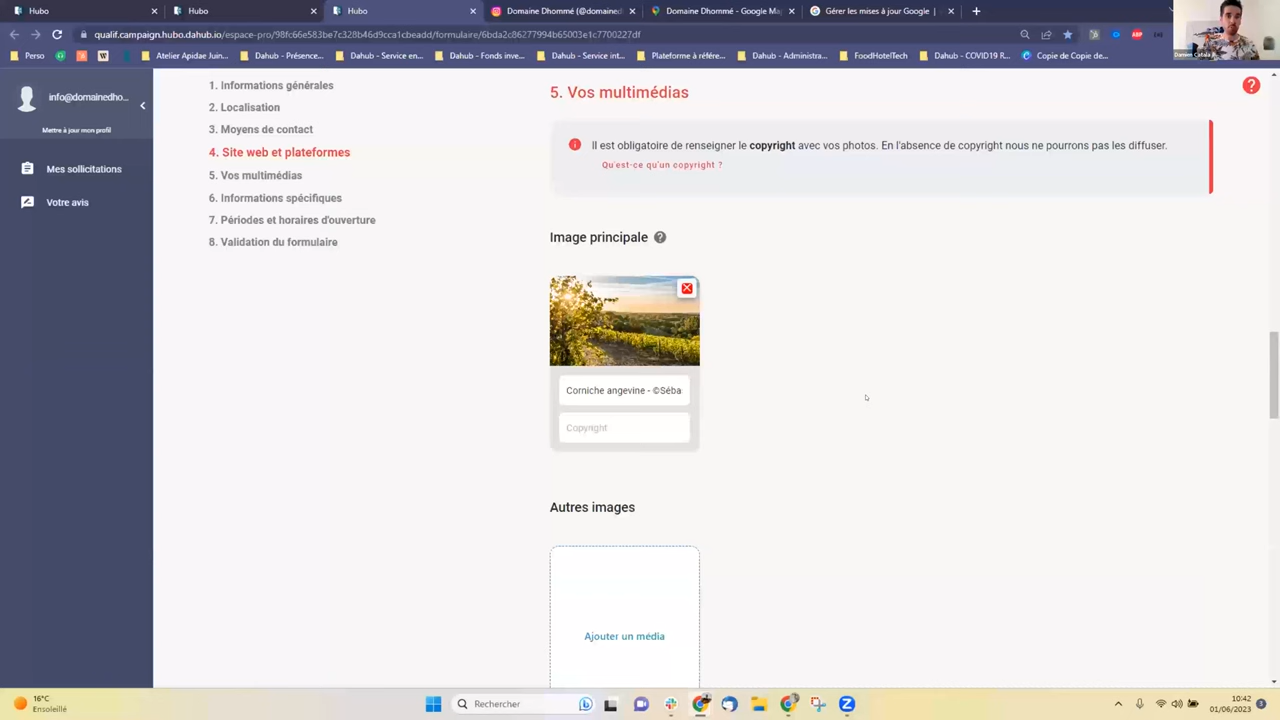 Hubo
Hubo
Hubo
Domaine Dhommé (@domained
Domaine Dhommé - Google Ma
Gérer les mises à jour Google |
qualif.campaign.hubo.dahub.io/espace-pro/98fc66e583be7c328b46d9cca1cbeadd/formulaire/6bda2c86277994b65003e1c7700227df
ABP
Perso
Atelier Apidae Juin...
Dahub - Présence...
Dahub - Service en...
Dahub - Fonds inve...
Dahub - Service int...
Plateforme à référe...
Dahub - Administra...
FoodHotelTech
Dahub - COVID19 R...
Copie de Copie de...
info@domainedho...
Mettre à jour mon profil
Mes sollicitations
Votre avis
1. Informations générales
2. Localisation
3. Moyens de contact
4. Site web et plateformes
5. Vos multimédias
6. Informations spécifiques
7. Périodes et horaires d'ouverture
8. Validation du formulaire
5. Vos multimédias
Il est obligatoire de renseigner le copyright avec vos photos. En l'absence de copyright nous ne pourrons pas les diffuser.
Qu'est-ce qu'un copyright ?
Image principale
Corniche angevine - ©Séba
Copyright
Autres images
Ajouter un média
16°C
Ensoleillé
Rechercher
10:42
01/06/2023